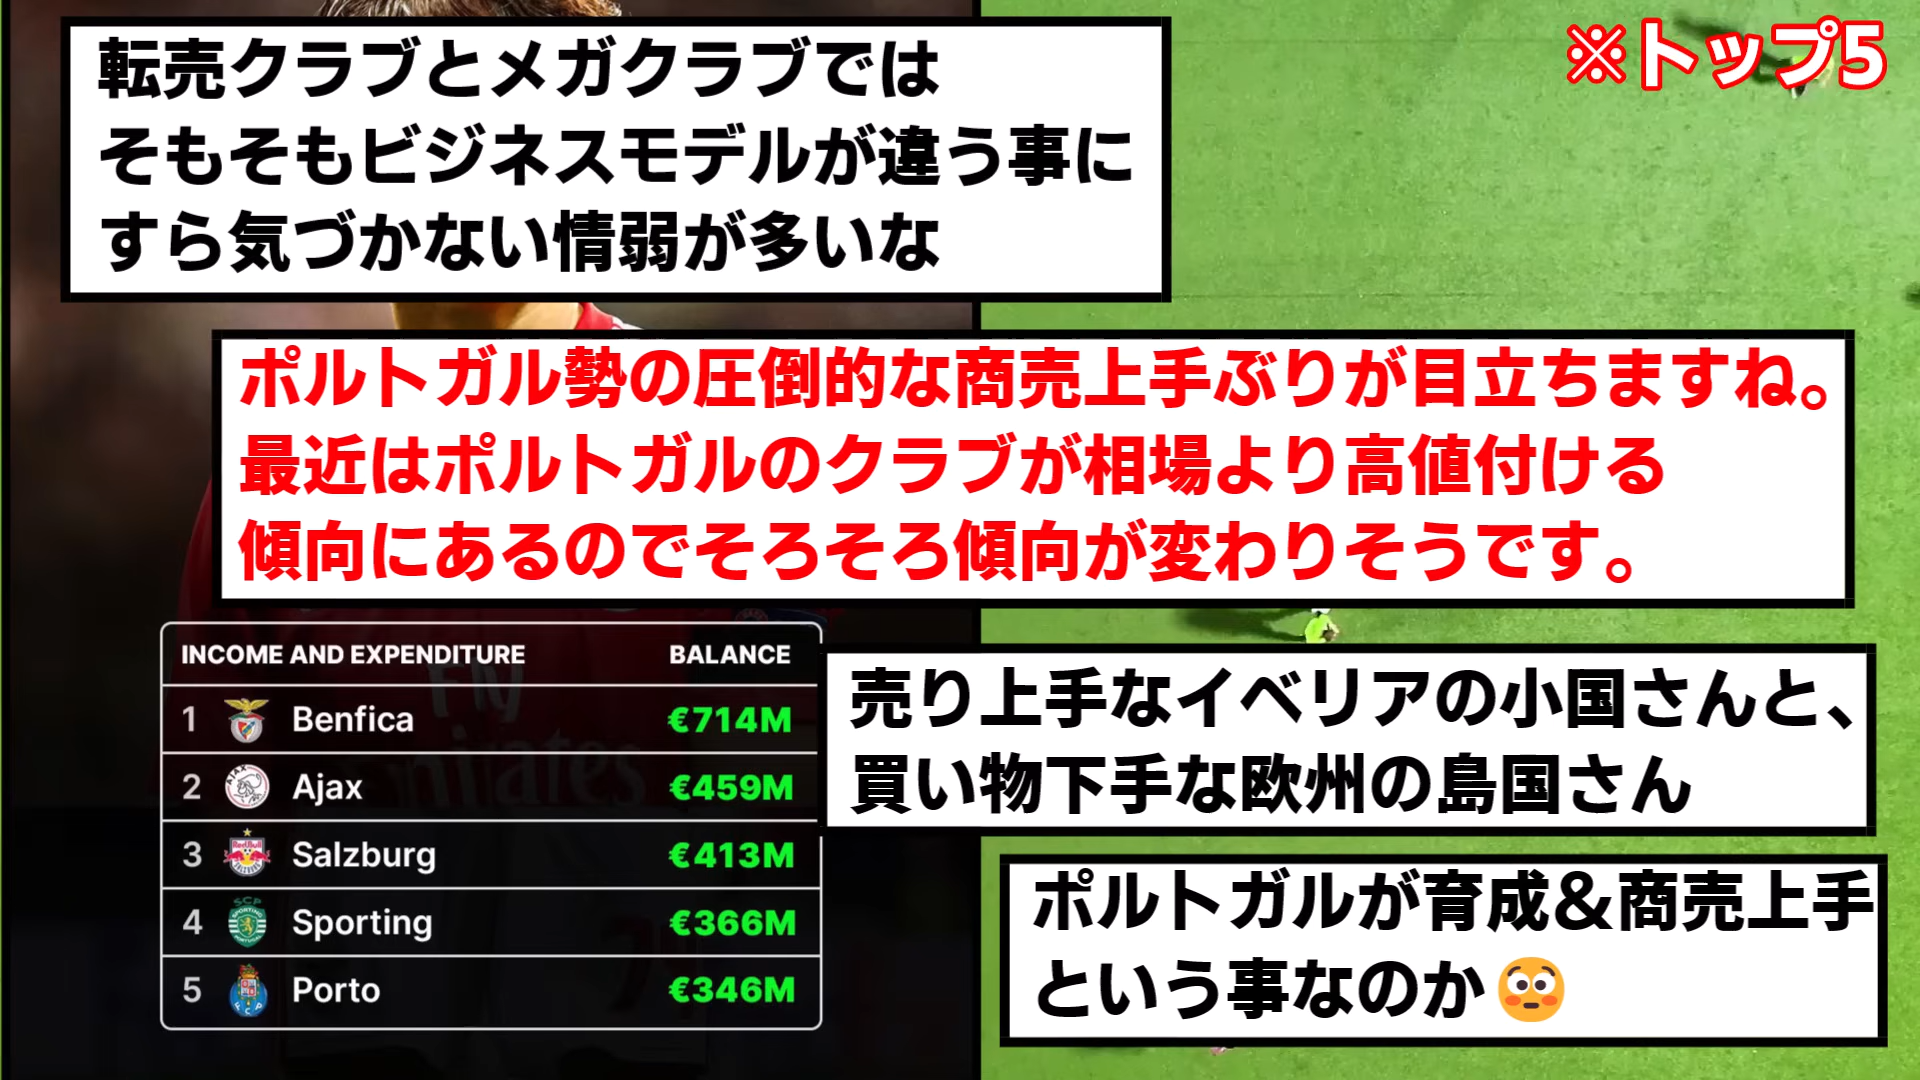 ※トップ5
転売クラブとメガクラブでは
そもそもビジネスモデルが違う事に
すら気づかない情弱が多いな
ポルトガル勢の圧倒的な商売上手ぶりが目立ちますね。
最近はポルトガルのクラブが相場より高値付ける
傾向にあるのでそろそろ傾向が変わりそうです。
INCOME AND EXPENDITURE BALANCE
1 Benfica €714M
2 Ajax €459M
3 Salzburg €413M
4 Sporting €366M
5 Porto €346M
売り上手なイベリアの小国さんと、
買い物下手な欧州の島国さん
ポルトガルが育成&商売上手
という事なのか😳
Fly
Emirates